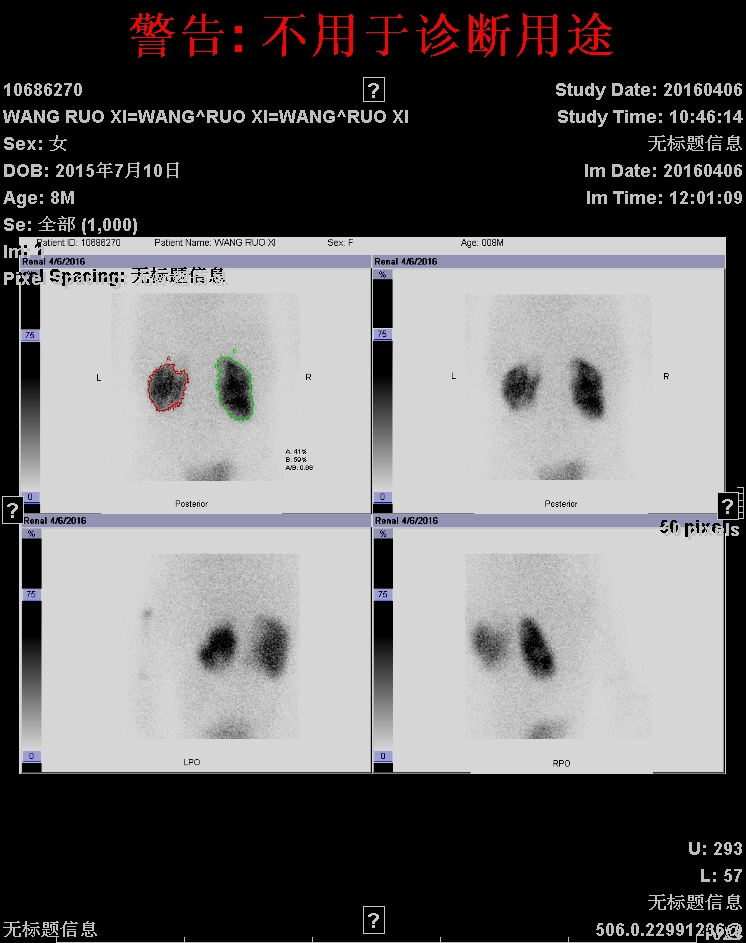 警告: 不用于诊断用途
10686270
?
Study Date: 20160406
WANG RUO XI=WANG^RUO XI=WANG^RUO XI
Study Time: 10:46:14
Sex: 女
无标题信息
DOB: 2015年7月10日
Im Date: 20160406
Age: 8M
Im Time: 12:01:09
Se: 全部 (1,000)
Im: 1
Patient ID: 10686270
Patient Name: WANG RUO XI
Sex: F
Age: 008M
Renal 4/6/2016
Renal 4/6/2016
Pixel Spacing: 无标题信息
%
75
75
A
B
L
R
L
R
A: 41%
B: 59%
0
0
Posterior
Posterior
?
?
Renal 4/6/2016
Renal 4/6/2016
50 pixels
%
%
75
75
0
0
LPO
RPO
U: 293
L: 57
无标题信息
?
无标题信息